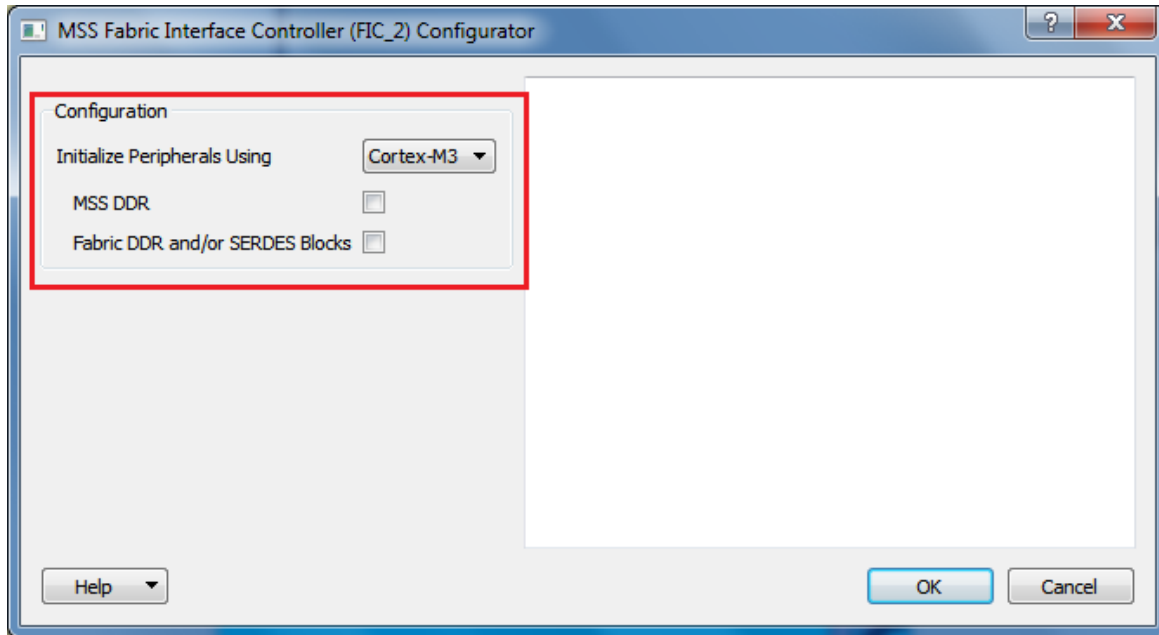 MSS Fabric Interface Controller (FIC_2) Configurator
?
X
Configuration
Initialize Peripherals Using Cortex-M3
MSS DDR
Fabric DDR and/or SERDES Blocks
Help OK Cancel